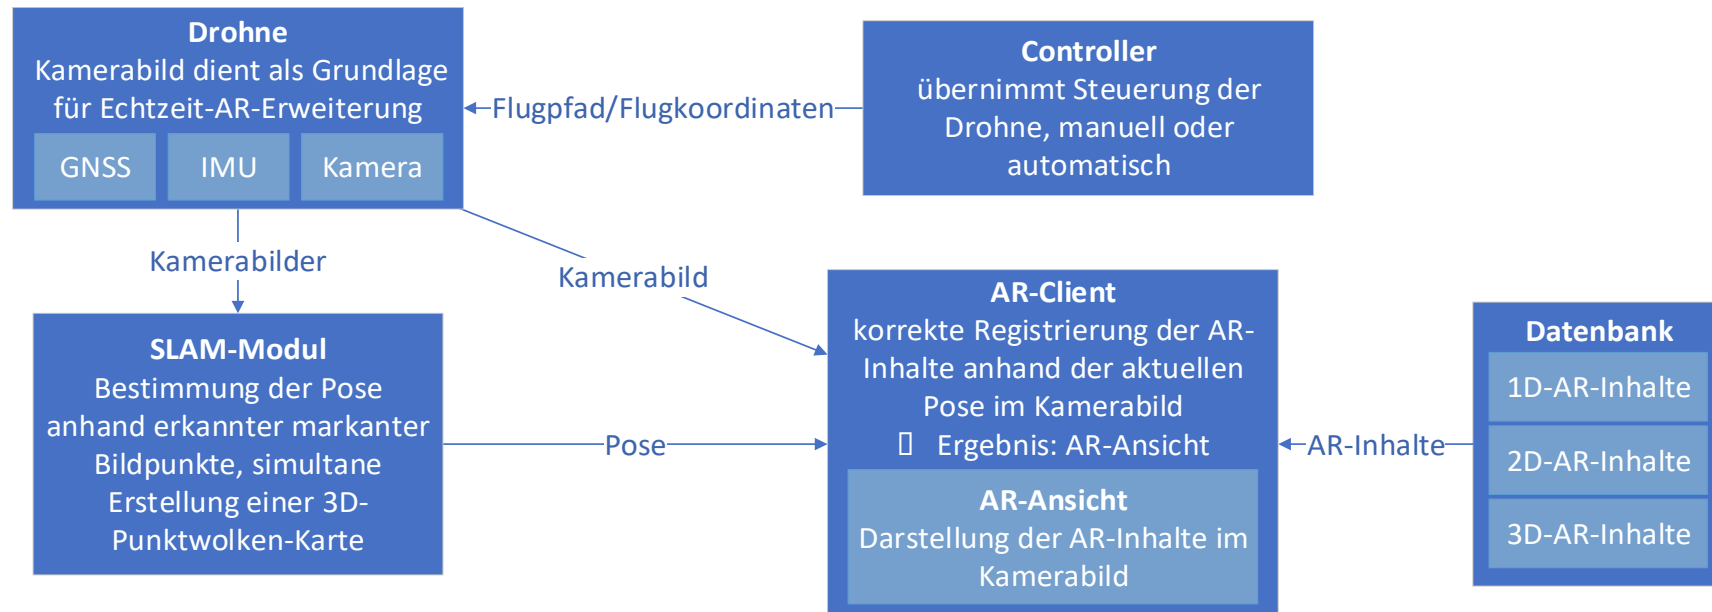 Drohne
Kamerabild dient als Grundlage
für Echtzeit-AR-Erweiterung
GNSS
IMU
Kamera
Flugpfad/Flugkoordinaten
Controller
übernimmt Steuerung der
Drohne, manuell oder
automatisch
Kamerabilder
Kamerabild
SLAM-Modul
Bestimmung der Pose
anhand erkannter markanter
Bildpunkte, simultane
Erstellung einer 3D-
Punktwolken-Karte
Pose
AR-Client
korrekte Registrierung der AR-
Inhalte anhand der aktuellen
Pose im Kamerabild
Ergebnis: AR-Ansicht
AR-Ansicht
Darstellung der AR-Inhalte im
Kamerabild
AR-Inhalte
Datenbank
1D-AR-Inhalte
2D-AR-Inhalte
3D-AR-Inhalte